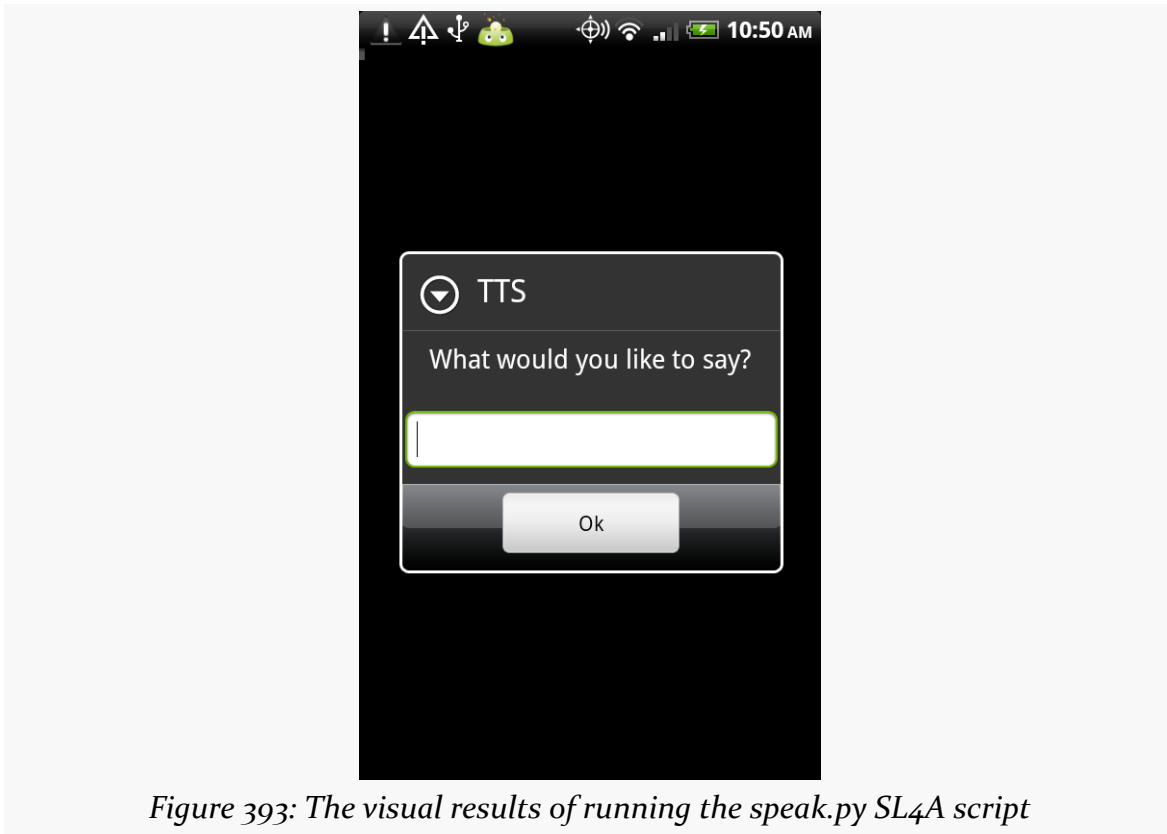 10:50 AM
TTS
What would you like to say?
Ok
Figure 393: The visual results of running the speak.py SL4A script